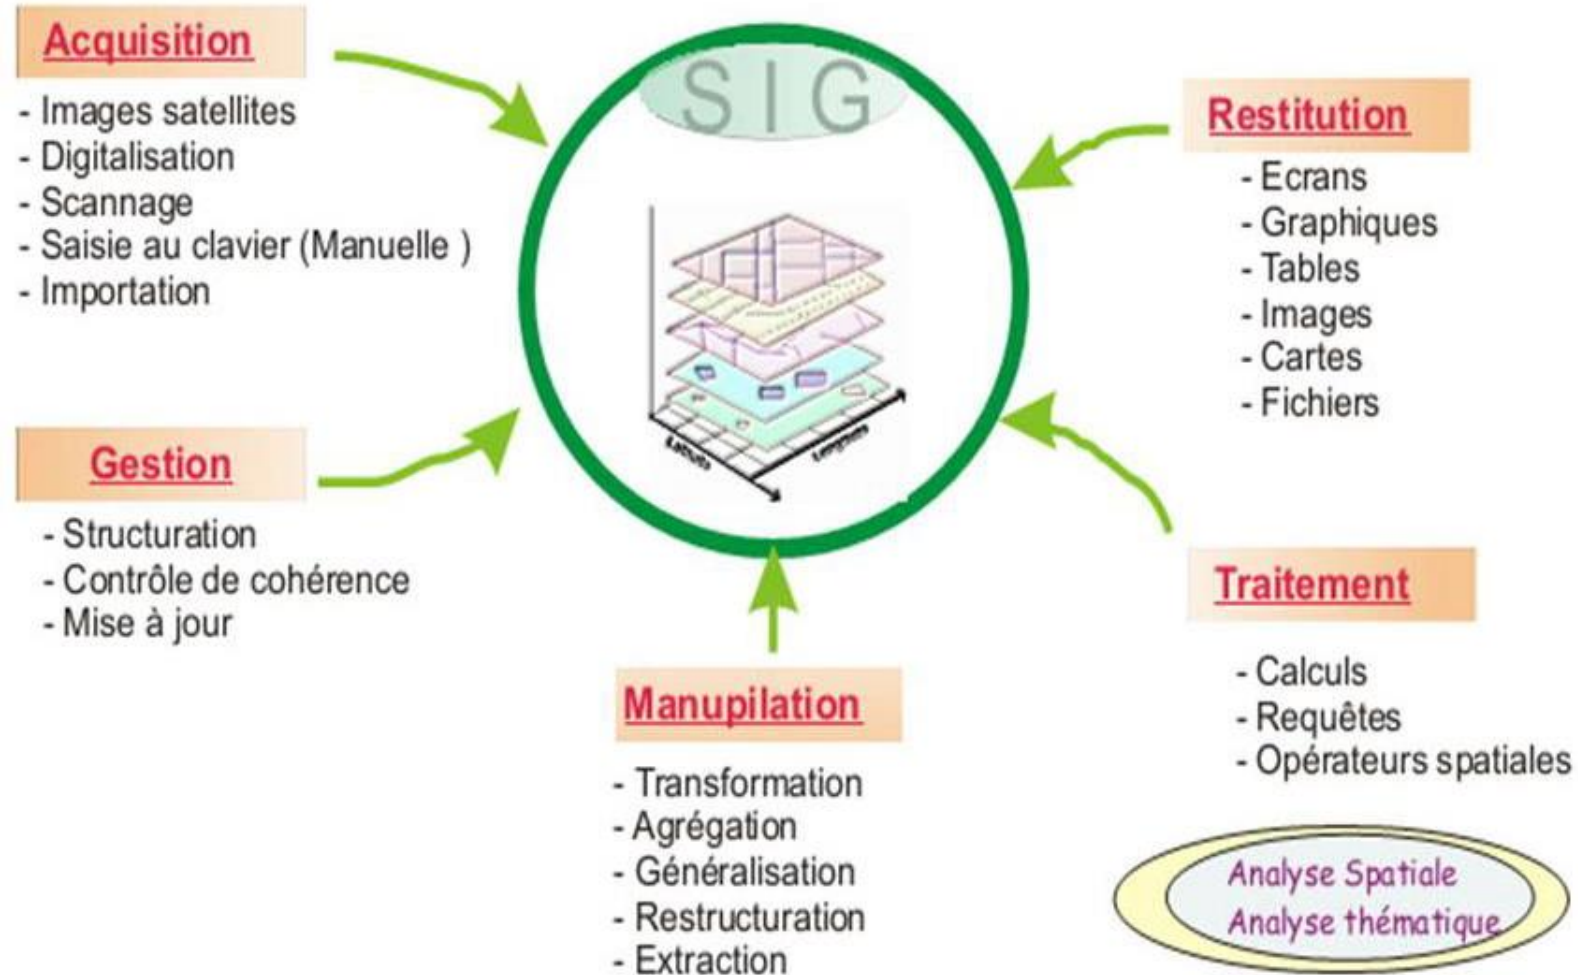 SIG
Acquisition
- Images satellites
- Digitalisation
- Scannage
- Saisie au clavier (Manuelle )
- Importation
Gestion
- Structuration
- Contrôle de cohérence
- Mise à jour
Manupilation
- Transformation
- Agrégation
- Généralisation
- Restructuration
- Extraction
Restitution
- Ecrans
- Graphiques
- Tables
- Images
- Cartes
- Fichiers
Traitement
- Calculs
- Requêtes
- Opérateurs spatiales
Analyse Spatiale
Analyse thématique